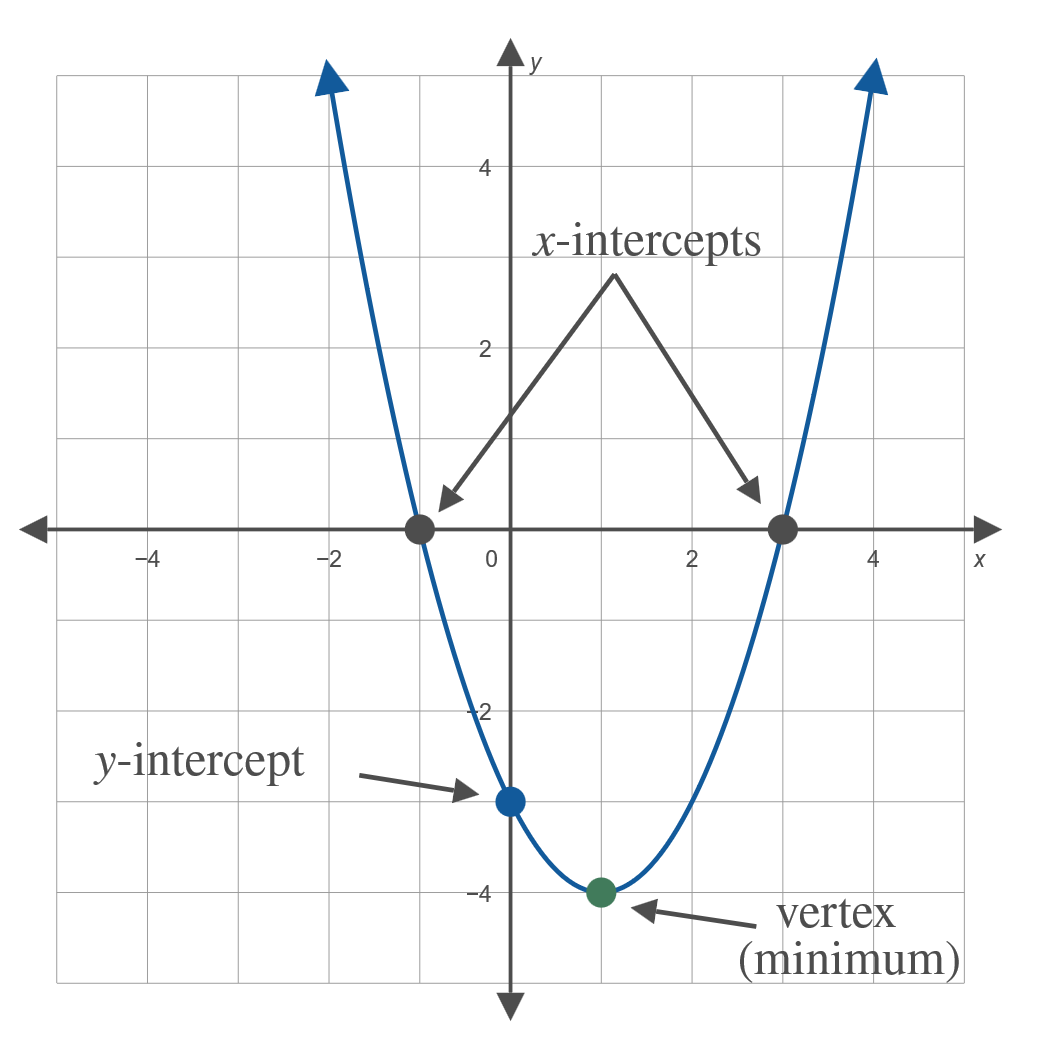 y
4
x-intercepts
2
−4 −2 0 2 4 x
−2
y-intercept
−4
vertex
(minimum)